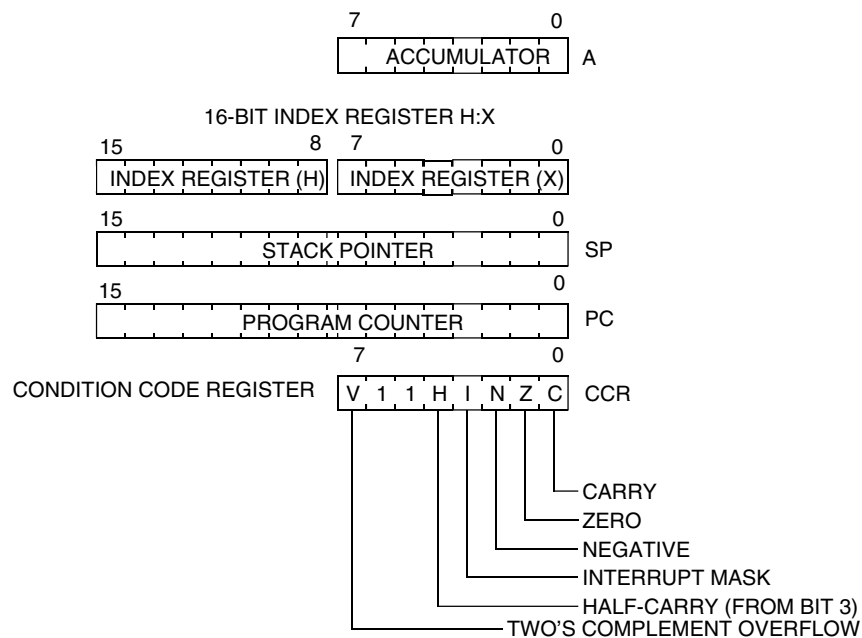 7 0
ACCUMULATOR A
16-BIT INDEX REGISTER H:X
15 8 7 0
INDEX REGISTER (H) INDEX REGISTER (X)
15 0
STACK POINTER SP
15 0
PROGRAM COUNTER PC
7 0
CONDITION CODE REGISTER V 1 1 H I N Z C CCR
CARRY
ZERO
NEGATIVE
INTERRUPT MASK
HALF-CARRY (FROM BIT 3)
TWO'S COMPLEMENT OVERFLOW